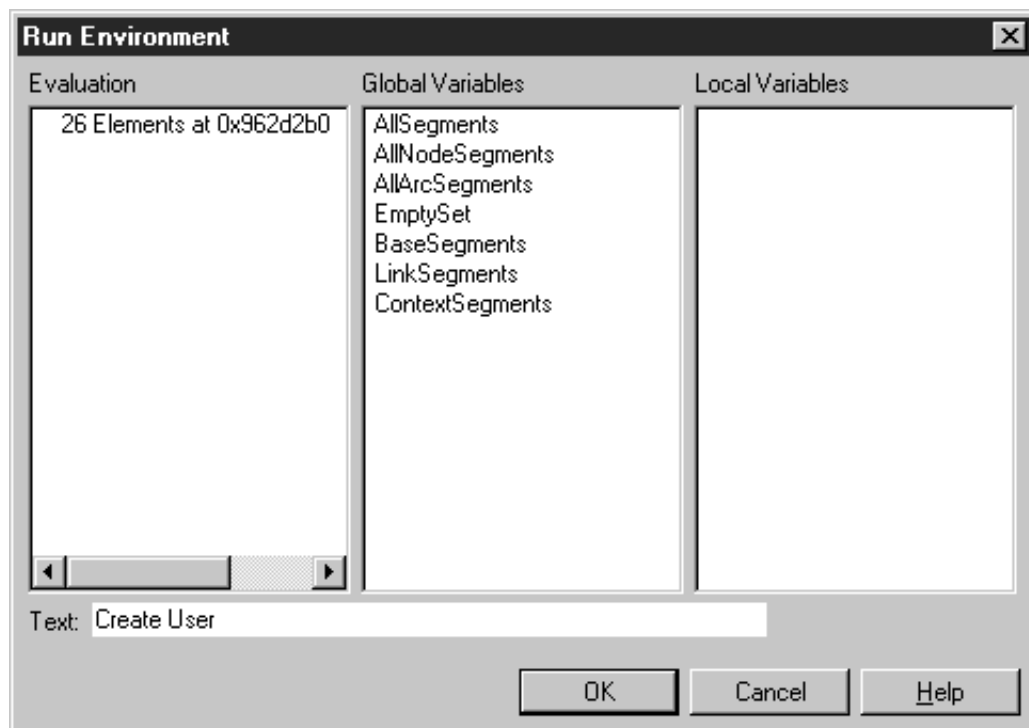 Run Environment
Evaluation
Global Variables
Local Variables
26 Elements at 0x962d2b0
AllSegments
AllNodeSegments
AllArcSegments
EmptySet
BaseSegments
LinkSegments
ContextSegments
Text: Create User
OK
Cancel
Help